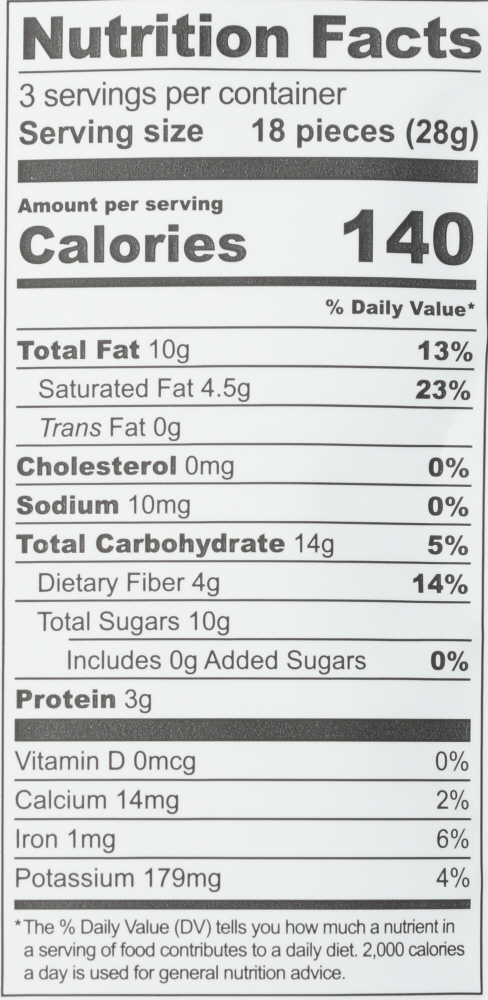 Nutrition Facts
3 servings per container
Serving size 18 pieces (28g)
Amount per serving
Calories 140
% Daily Value*
Total Fat 10g 13%
Saturated Fat 4.5g 23%
Trans Fat 0g
Cholesterol 0mg 0%
Sodium 10mg 0%
Total Carbohydrate 14g 5%
Dietary Fiber 4g 14%
Total Sugars 10g
Includes 0g Added Sugars 0%
Protein 3g
Vitamin D 0mcg 0%
Calcium 14mg 2%
Iron 1mg 6%
Potassium 179mg 4%
*The % Daily Value (DV) tells you how much a nutrient in
a serving of food contributes to a daily diet. 2,000 calories
a day is used for general nutrition advice.